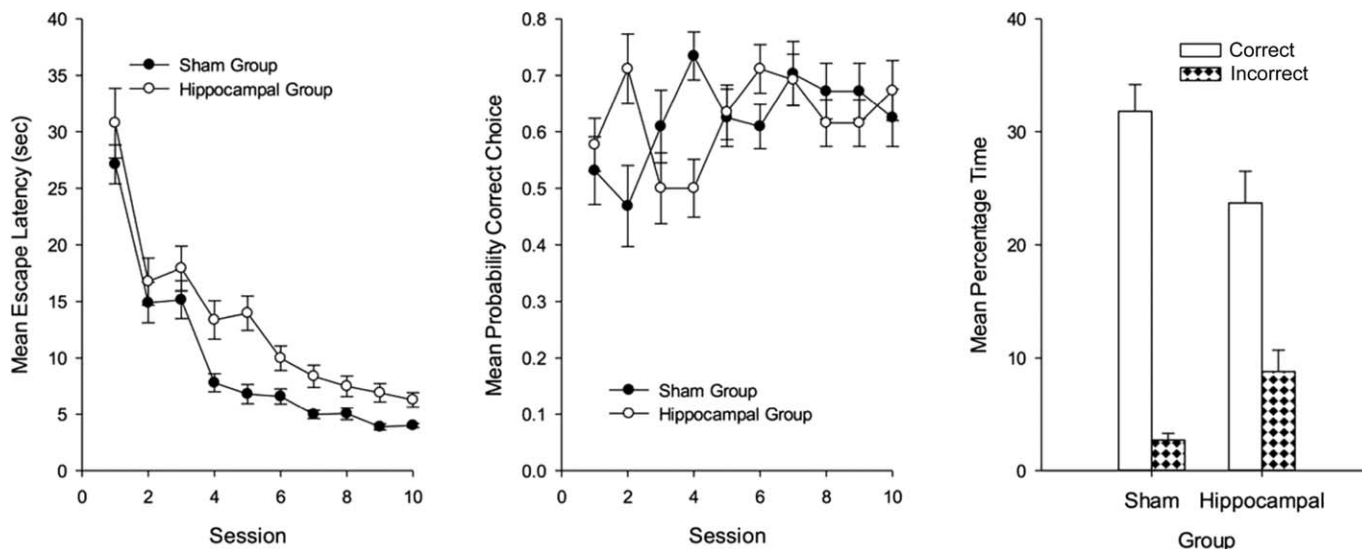 Mean Escape Latency (sec)
40
35
30
25
20
15
10
5
0
Sham Group
Hippocampal Group
0 2 4 6 8 10
Session
Mean Probability Correct Choice
0.8
0.7
0.6
0.5
0.4
0.3
0.2
0.1
0.0
Sham Group
Hippocampal Group
0 2 4 6 8 10
Session
Mean Percentage Time
40
30
20
10
0
Correct
Incorrect
Sham Hippocampal
Group